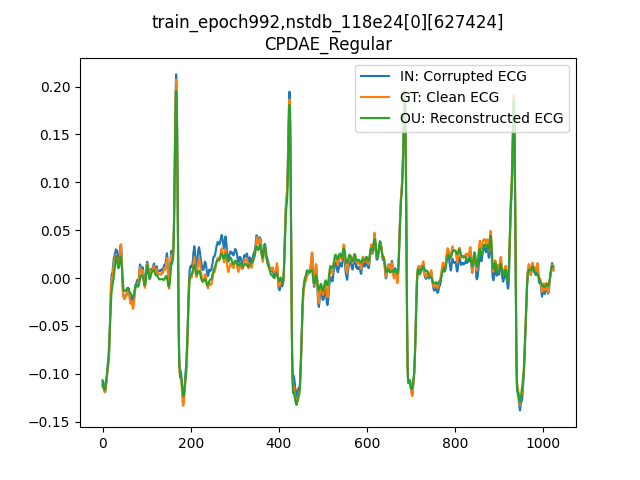 train_epoch992,nstdb_118e24[0][627424]
CPDAE_Regular
IN: Corrupted ECG
GT: Clean ECG
OU: Reconstructed ECG
0.20
0.15
0.10
0.05
0.00
−0.05
−0.10
−0.15
0 200 400 600 800 1000